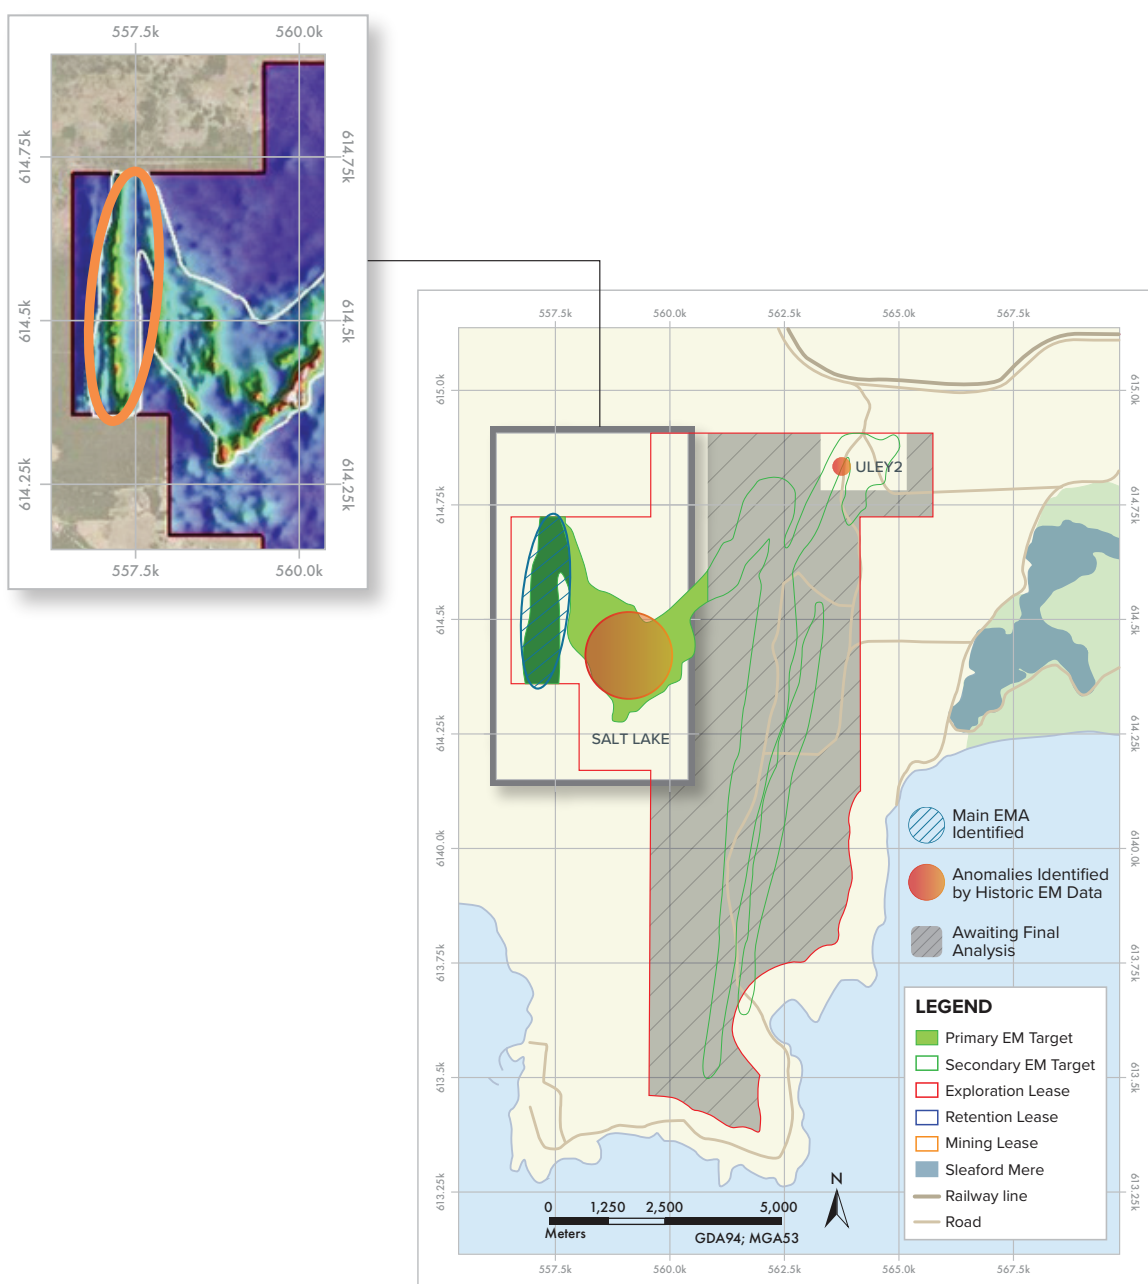 557.5k 560.0k
614.75k 614.75k
614.5k 614.5k
614.25k 614.25k
557.5k 560.0k
557.5k 560.0k 562.5k 565.0k 567.5k
615.0k 615.0k
ULEY2
614.75k 614.75k
614.5k 614.5k
SALT LAKE
614.25k 614.25k
Main EMA
Identified
6140.0k 6140.0k
Anomalies Identified
by Historic EM Data
Awaiting Final
Analysis
613.75k 613.75k
LEGEND
Primary EM Target
Secondary EM Target
613.5k 613.5k
Exploration Lease
Retention Lease
Mining Lease
Sleaford Mere
613.25k 613.25k
Railway line
Road
N
0 1,250 2,500 5,000
Meters
GDA94; MGA53
557.5k 560.0k 562.5k 565.0k 567.5k